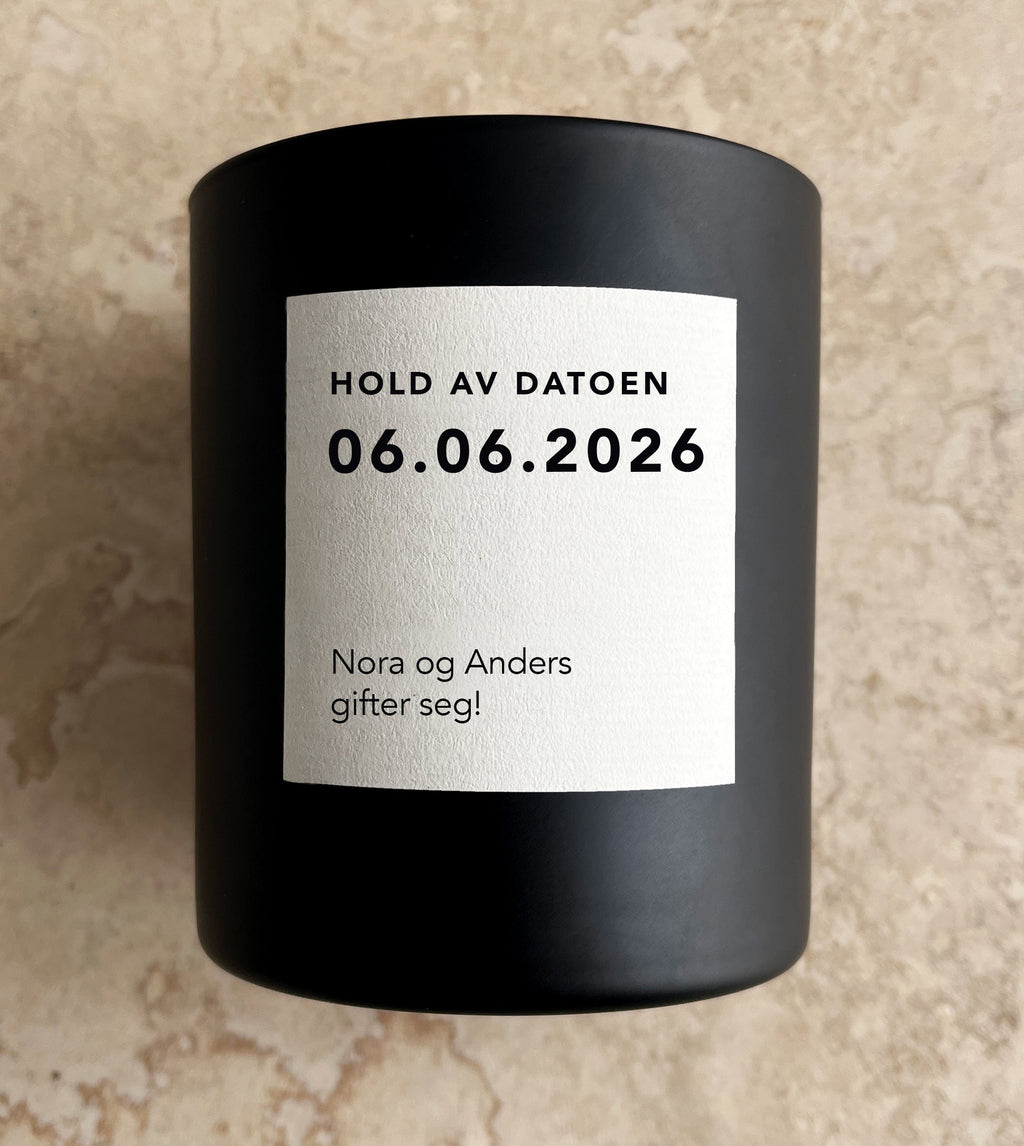 HOLD AV DATOEN
06.06.2026
Nora og Anders
gifter seg!